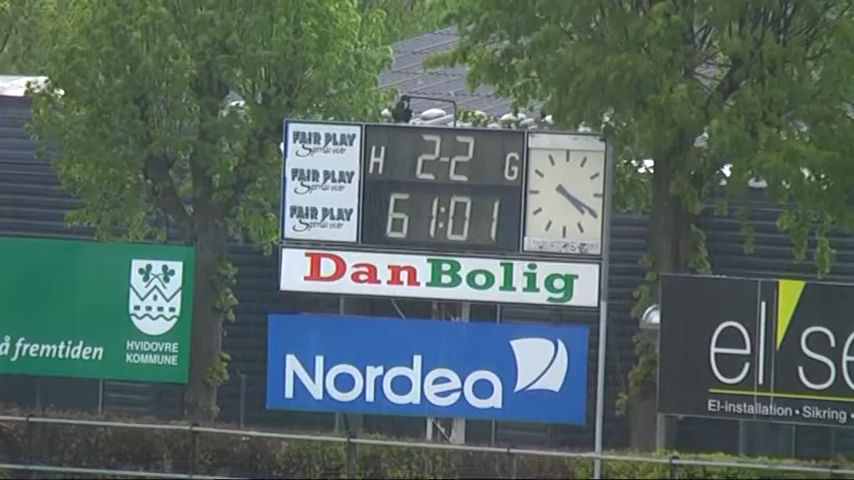 FAIR PLAY
Sportsudstyr
FAIR PLAY
FAIR PLAY
H 2-2 G
61:01
DanBolig
Nordea
å fremtiden
HVIDOVRE
KOMMUNE
el se
El-installation • Sikring •